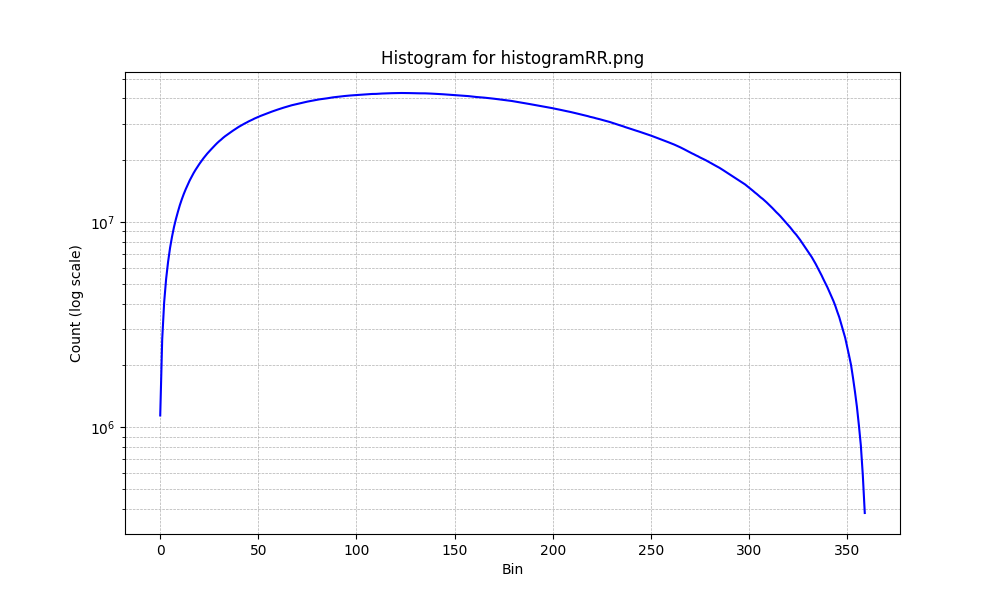 Histogram for histogramRR.png
Count (log scale)
10⁷
10⁶
0 50 100 150 200 250 300 350
Bin